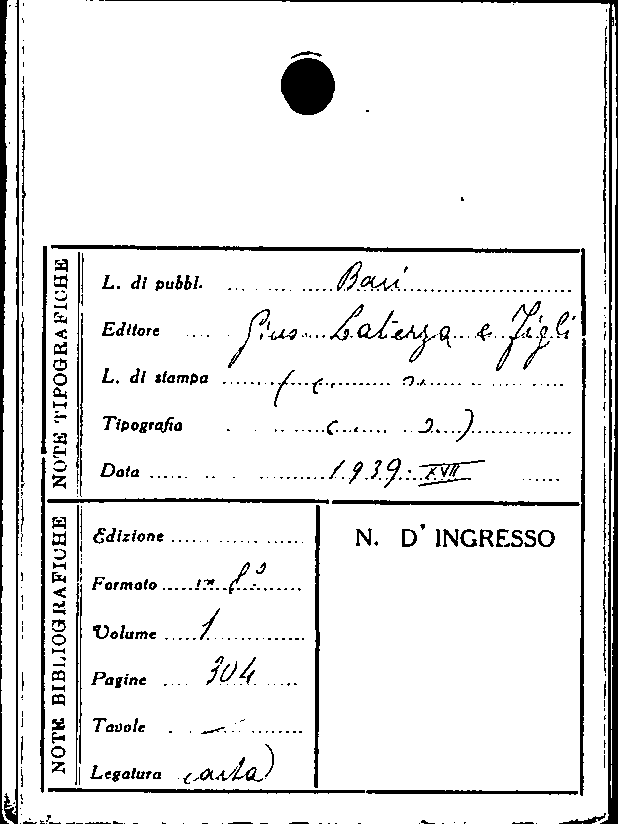 NOTE TIPOGRAFICHE
L. di pubbl. Bari
Editore Gius. Laterza e Figli
L. di stampa ( " "
Tipografia " " )
Data 1939-XVII
NOTE BIBLIOGRAFICHE
Edizione
Formato in 8º
Volume 1
Pagine 304
Tavole —
Legatura carta)
N. D' INGRESSO